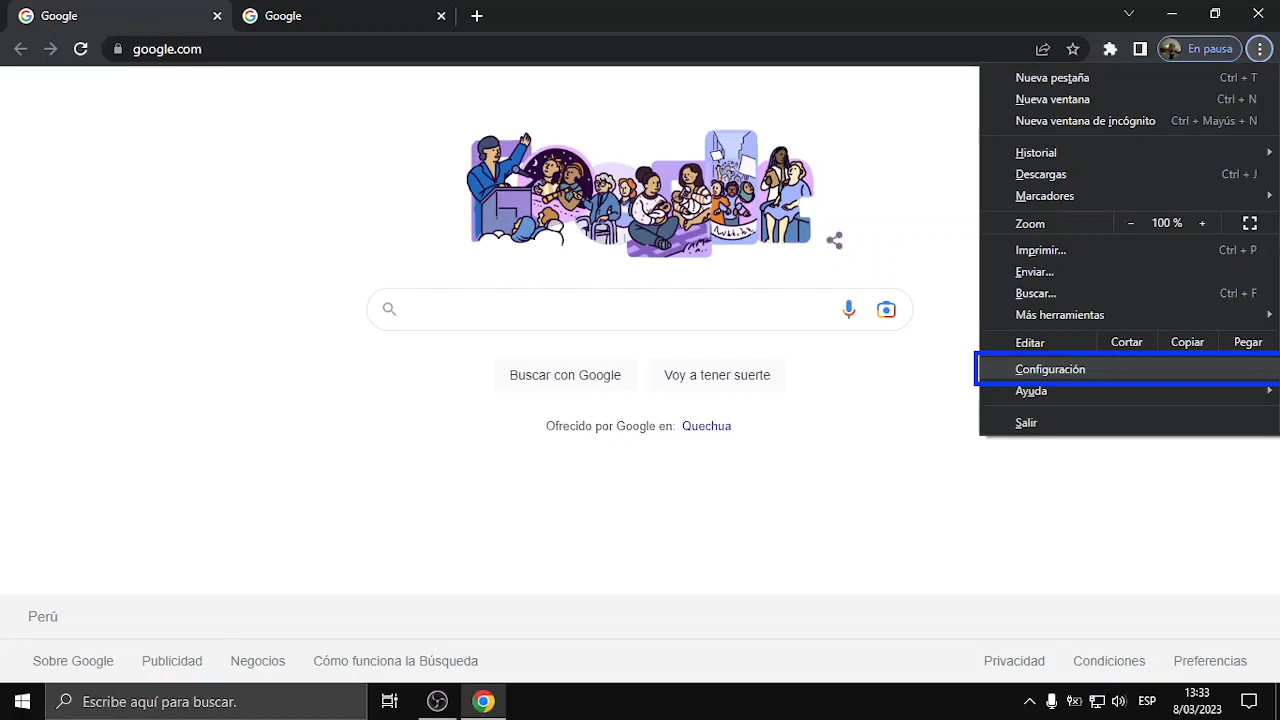 Google
Google
google.com
En pausa
Nueva pestaña Ctrl + T
Nueva ventana Ctrl + N
Nueva ventana de incógnito Ctrl + Mayús + N
Historial
Descargas Ctrl + J
Marcadores
Zoom - 100 % +
Imprimir... Ctrl + P
Enviar...
Buscar... Ctrl + F
Más herramientas
Editar Cortar Copiar Pegar
Configuración
Ayuda
Salir
Buscar con Google Voy a tener suerte
Ofrecido por Google en: Quechua
Perú
Sobre Google Publicidad Negocios Cómo funciona la Búsqueda Privacidad Condiciones Preferencias
Escribe aquí para buscar.
ESP
13:33
8/03/2023